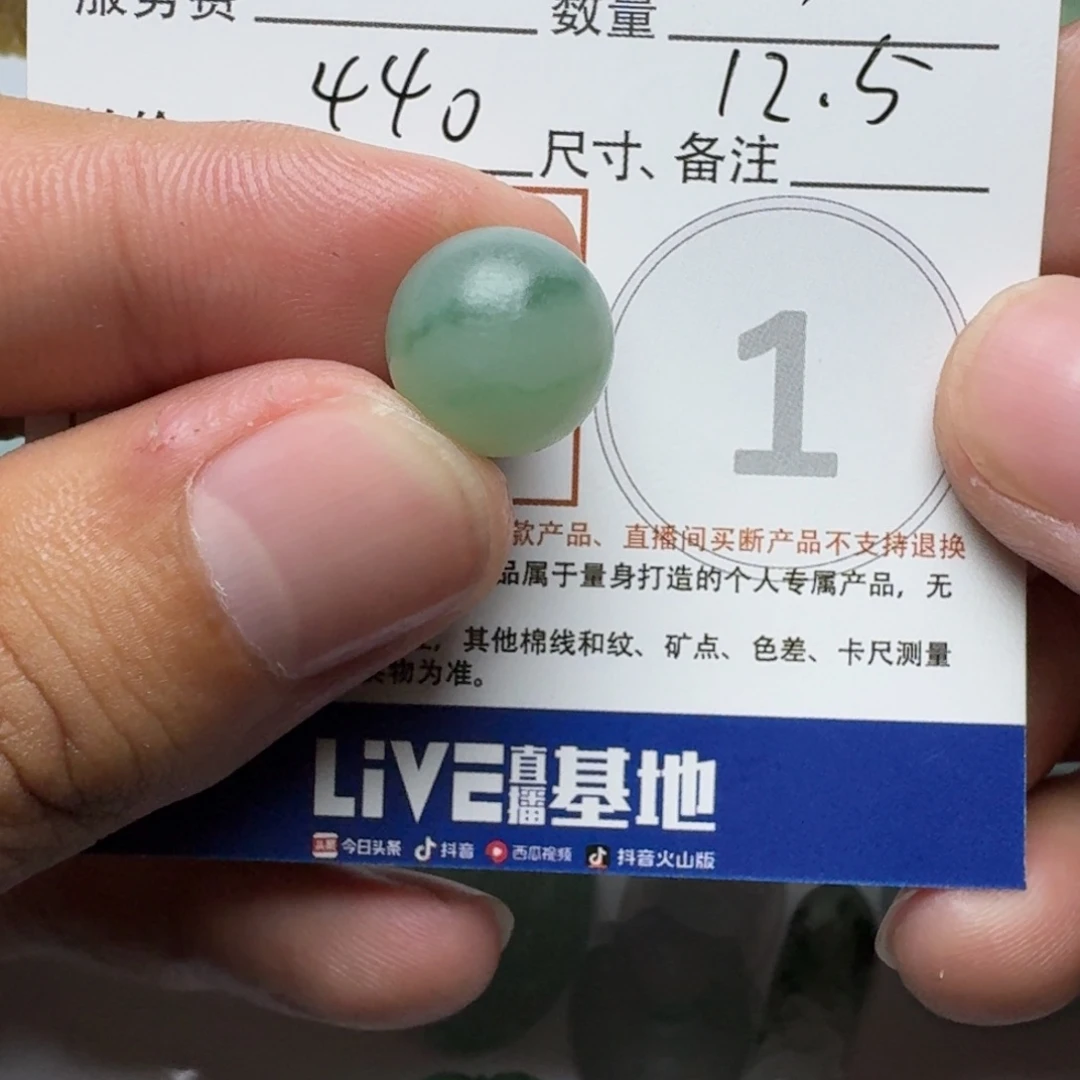 服务费 数量
440 12.5
尺寸、备注
1
款产品、直播间买断产品不支持退换
品属于量身打造的个人专属产品，无
其他棉线和纹、矿点、色差、卡尺测量
物为准。
LiVE直播基地
今日头条 抖音 西瓜视频 抖音火山版